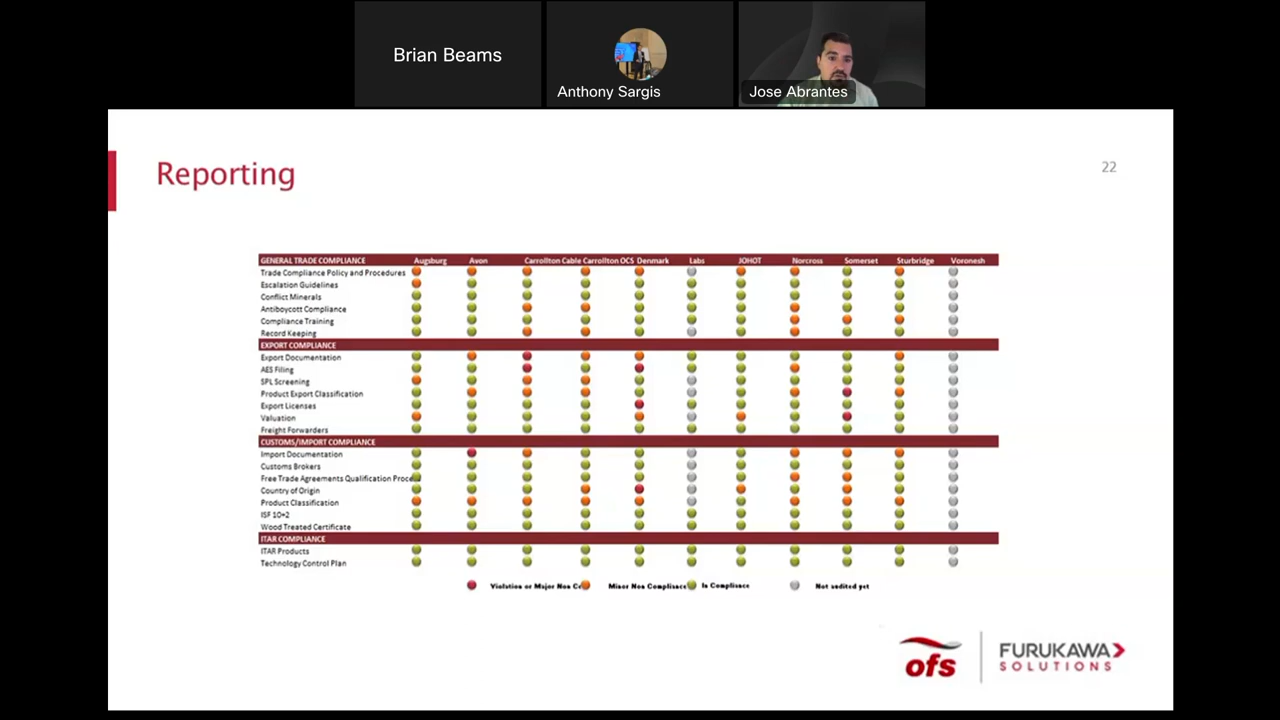 Brian Beams
Anthony Sargis
Jose Abrantes
Reporting
22
GENERAL TRADE COMPLIANCE Augsburg Avon Carrollton Cable Carrollton OCS Denmark Labs JOHOT Norcross Somerset Sturbridge Voronesh
Trade Compliance Policy and Procedures
Escalation Guidelines
Conflict Minerals
Antiboycott Compliance
Compliance Training
Record Keeping
EXPORT COMPLIANCE
Export Documentation
AES Filing
SPL Screening
Product Export Classification
Export Licenses
Valuation
Freight Forwarders
CUSTOMS/IMPORT COMPLIANCE
Import Documentation
Customs Brokers
Free Trade Agreements Qualification Proce
Country of Origin
Product Classification
ISF 10+2
Wood Treated Certificate
ITAR COMPLIANCE
ITAR Products
Technology Control Plan
Violation or Major Non Co Minor Non Compliance In Compliance Not audited yet
ofs FURUKAWA
SOLUTIONS